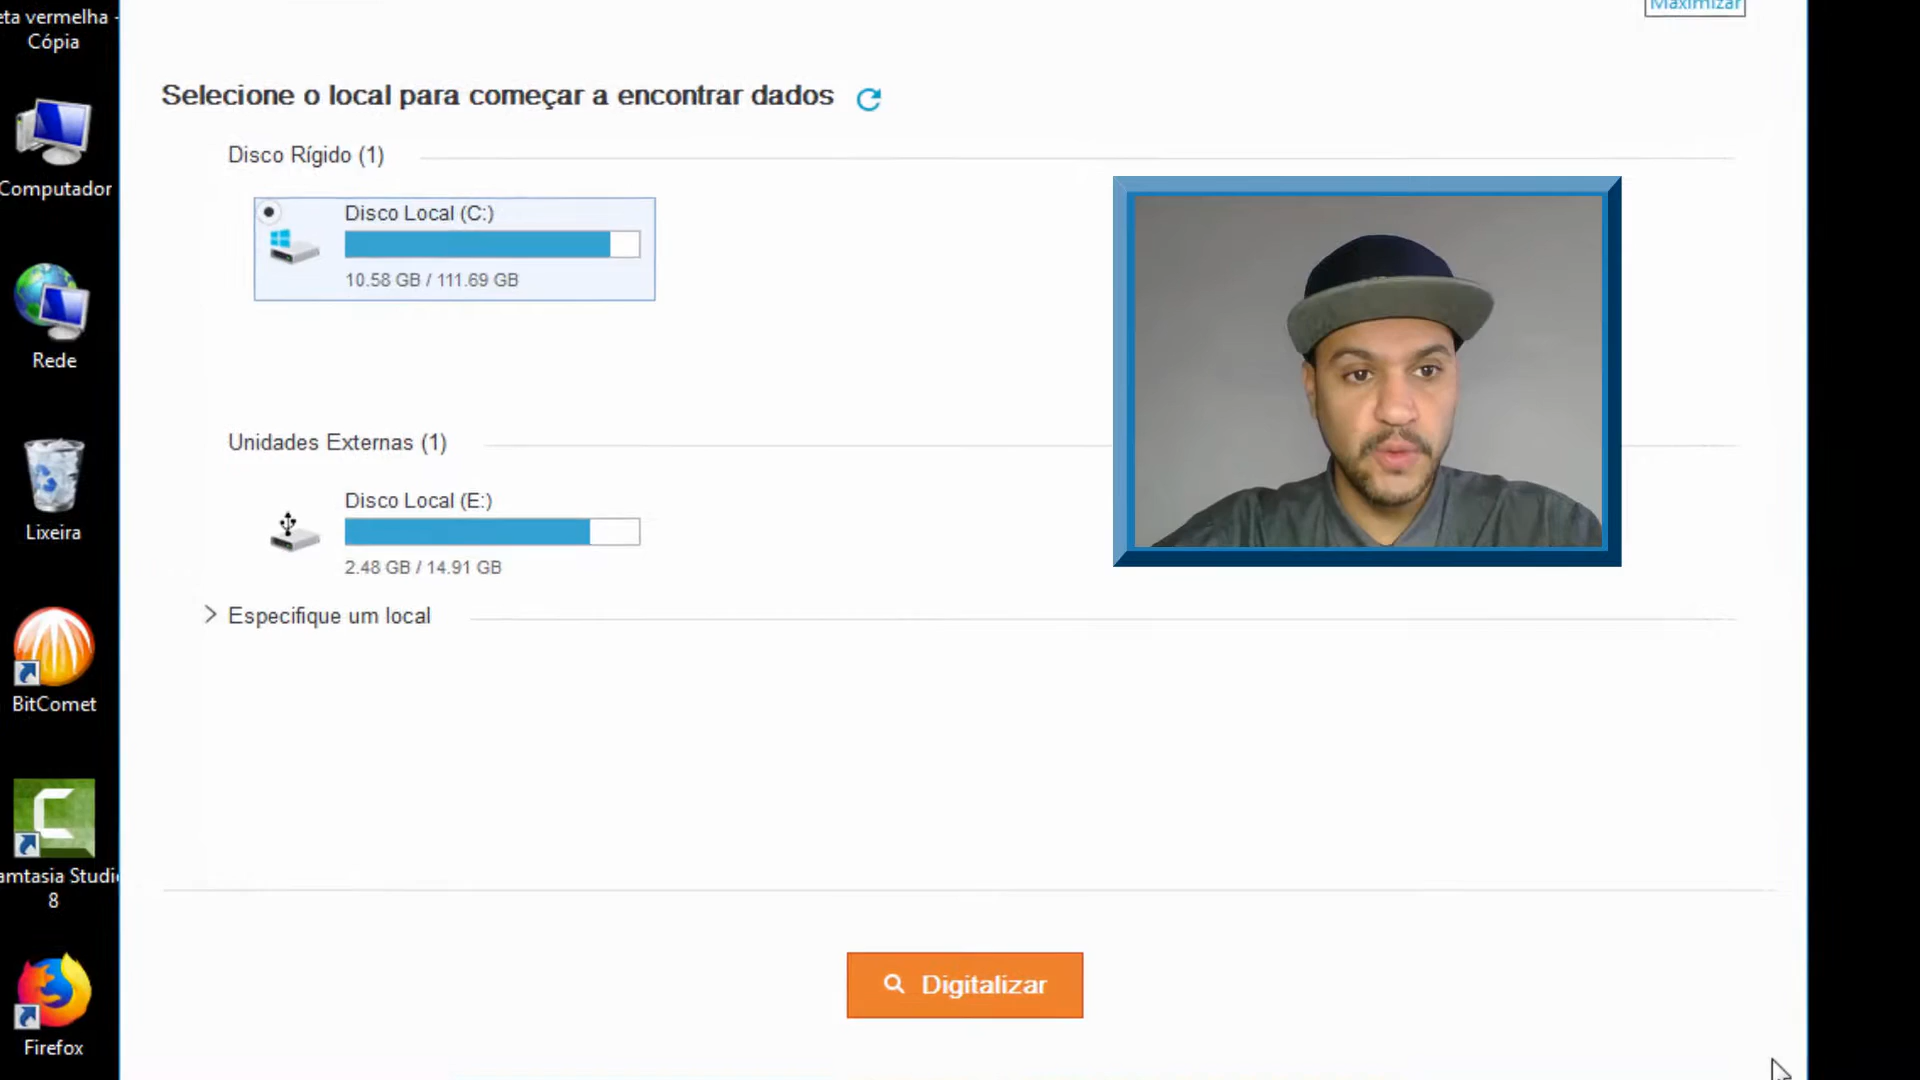 eta vermelha -
Cópia
Computador
Rede
Lixeira
BitComet
amtasia Studi
8
Firefox
Maximizar
Selecione o local para começar a encontrar dados
Disco Rígido (1)
Disco Local (C:)
10.58 GB / 111.69 GB
Unidades Externas (1)
Disco Local (E:)
2.48 GB / 14.91 GB
Especifique um local
Digitalizar